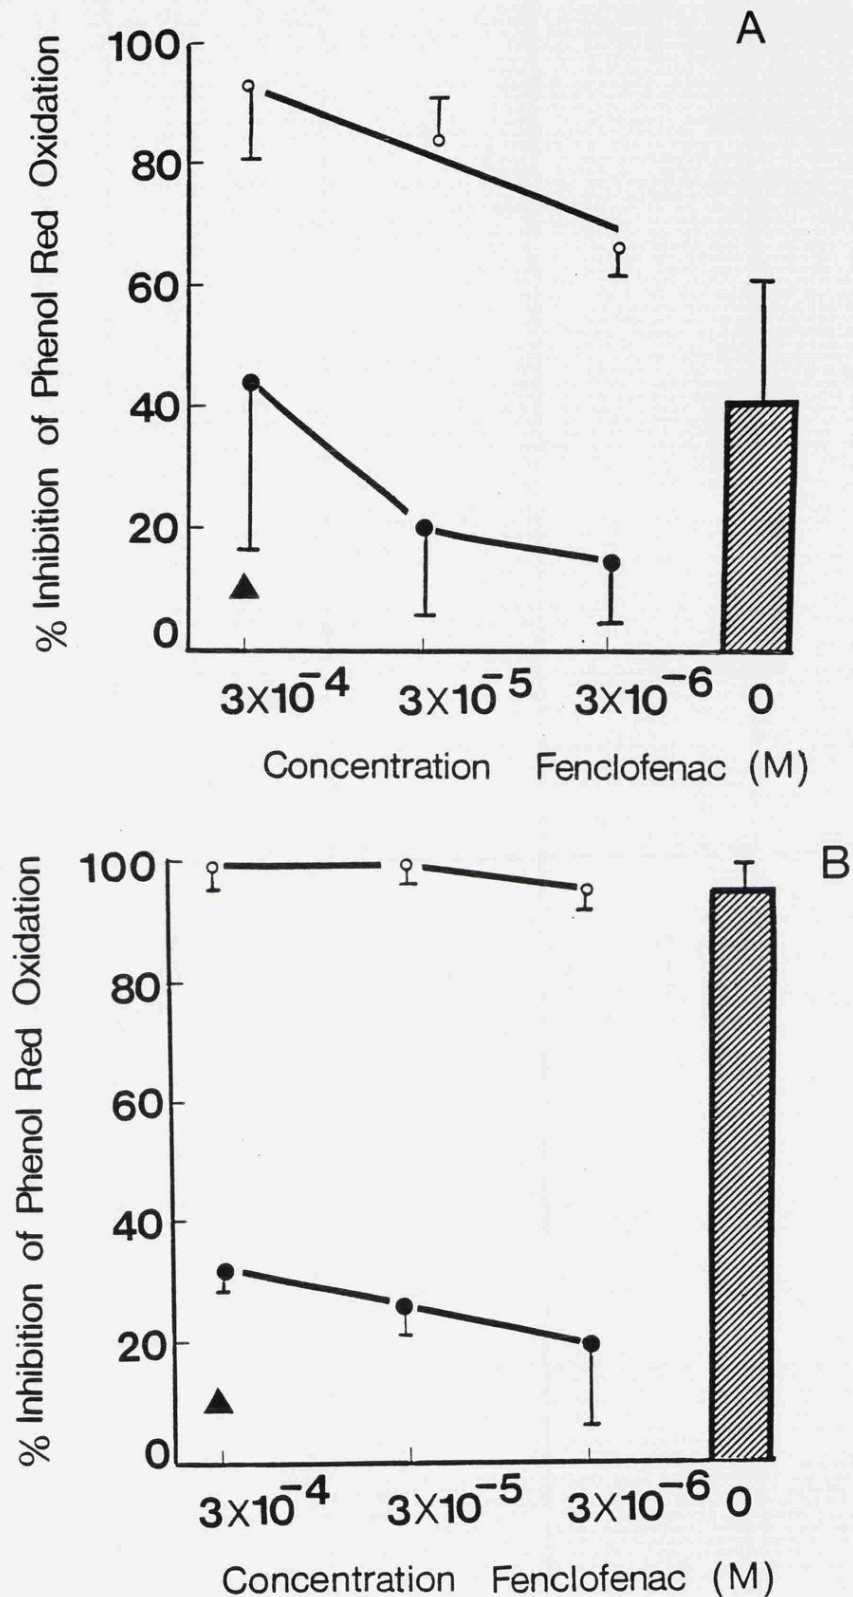 A
% Inhibition of Phenol Red Oxidation
100
80
60
40
20
0
3X10⁻⁴ 3X10⁻⁵ 3X10⁻⁶ 0
Concentration Fenclofenac (M)
B
% Inhibition of Phenol Red Oxidation
100
80
60
40
20
0
3X10⁻⁴ 3X10⁻⁵ 3X10⁻⁶ 0
Concentration Fenclofenac (M)